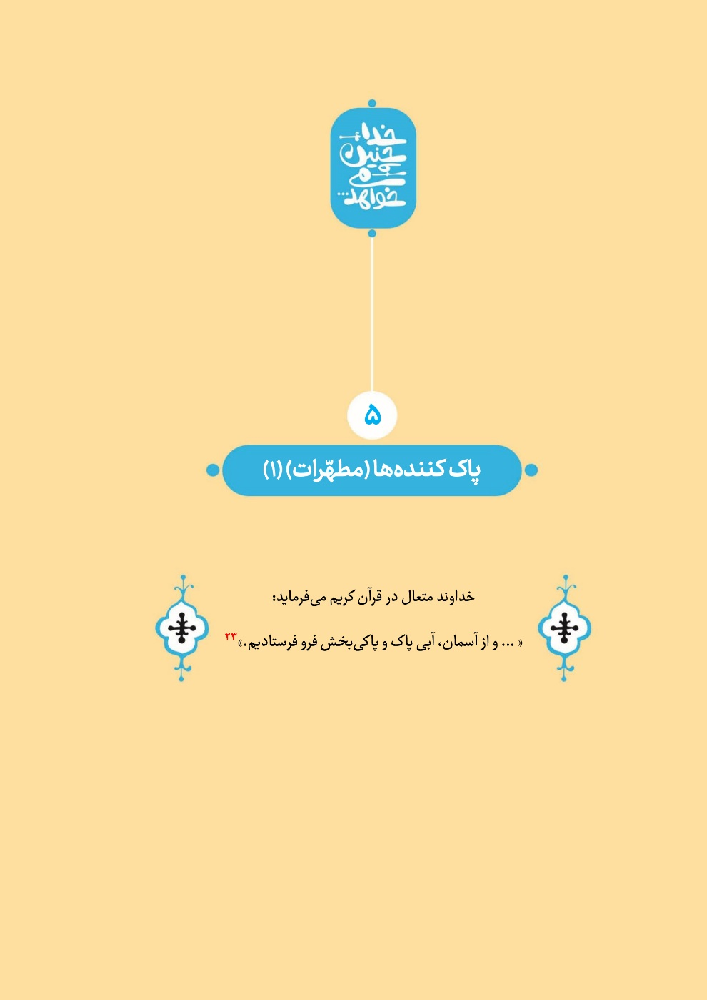 خدا
چنین
می
خواهد...
۵
پاک کننده‌ها (مطهّرات) (۱)
خداوند متعال در قرآن کریم می‌فرماید:
« ... و از آسمان، آبی پاک و پاکی‌بخش فرو فرستادیم.»۲۳